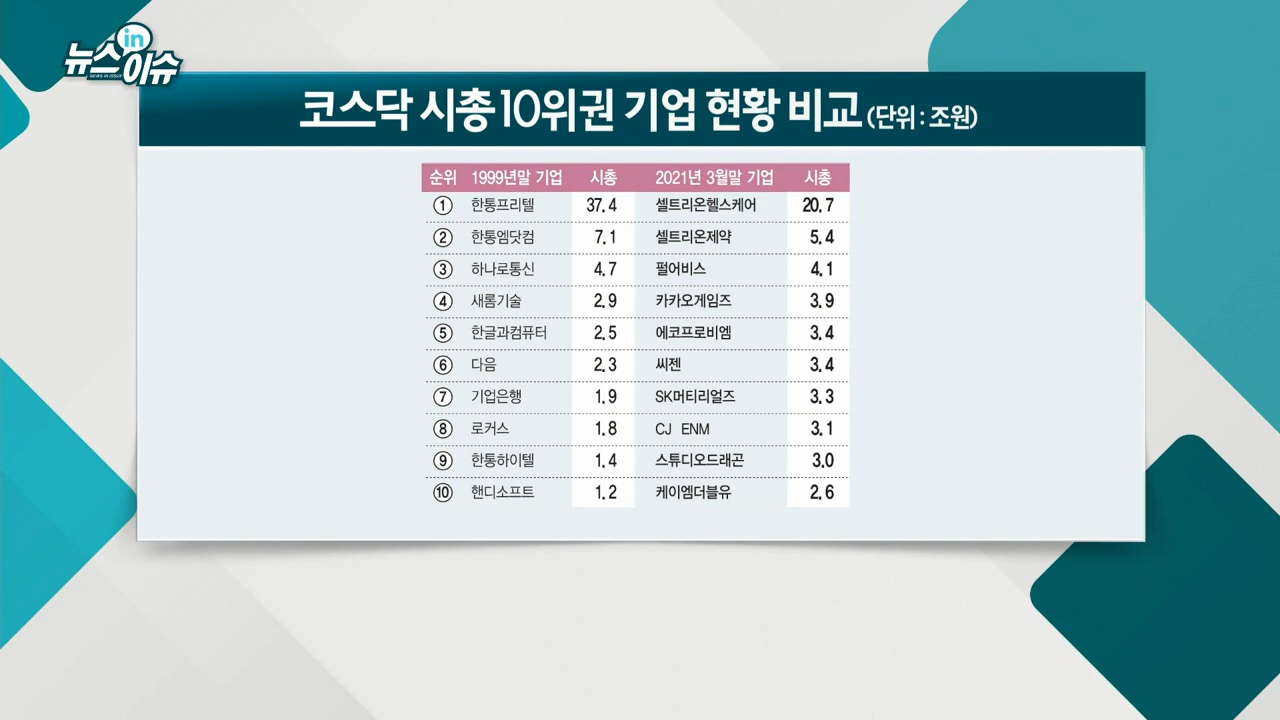 뉴스in이슈
NEWS IN ISSUE
코스닥 시총 10위권 기업 현황 비교 (단위 : 조원)
순위 1999년말 기업 시총 2021년 3월말 기업 시총
① 한통프리텔 37.4 셀트리온헬스케어 20.7
② 한통엠닷컴 7.1 셀트리온제약 5.4
③ 하나로통신 4.7 펄어비스 4.1
④ 새롬기술 2.9 카카오게임즈 3.9
⑤ 한글과컴퓨터 2.5 에코프로비엠 3.4
⑥ 다음 2.3 씨젠 3.4
⑦ 기업은행 1.9 SK머티리얼즈 3.3
⑧ 로커스 1.8 CJ ENM 3.1
⑨ 한통하이텔 1.4 스튜디오드래곤 3.0
⑩ 핸디소프트 1.2 케이엠더블유 2.6